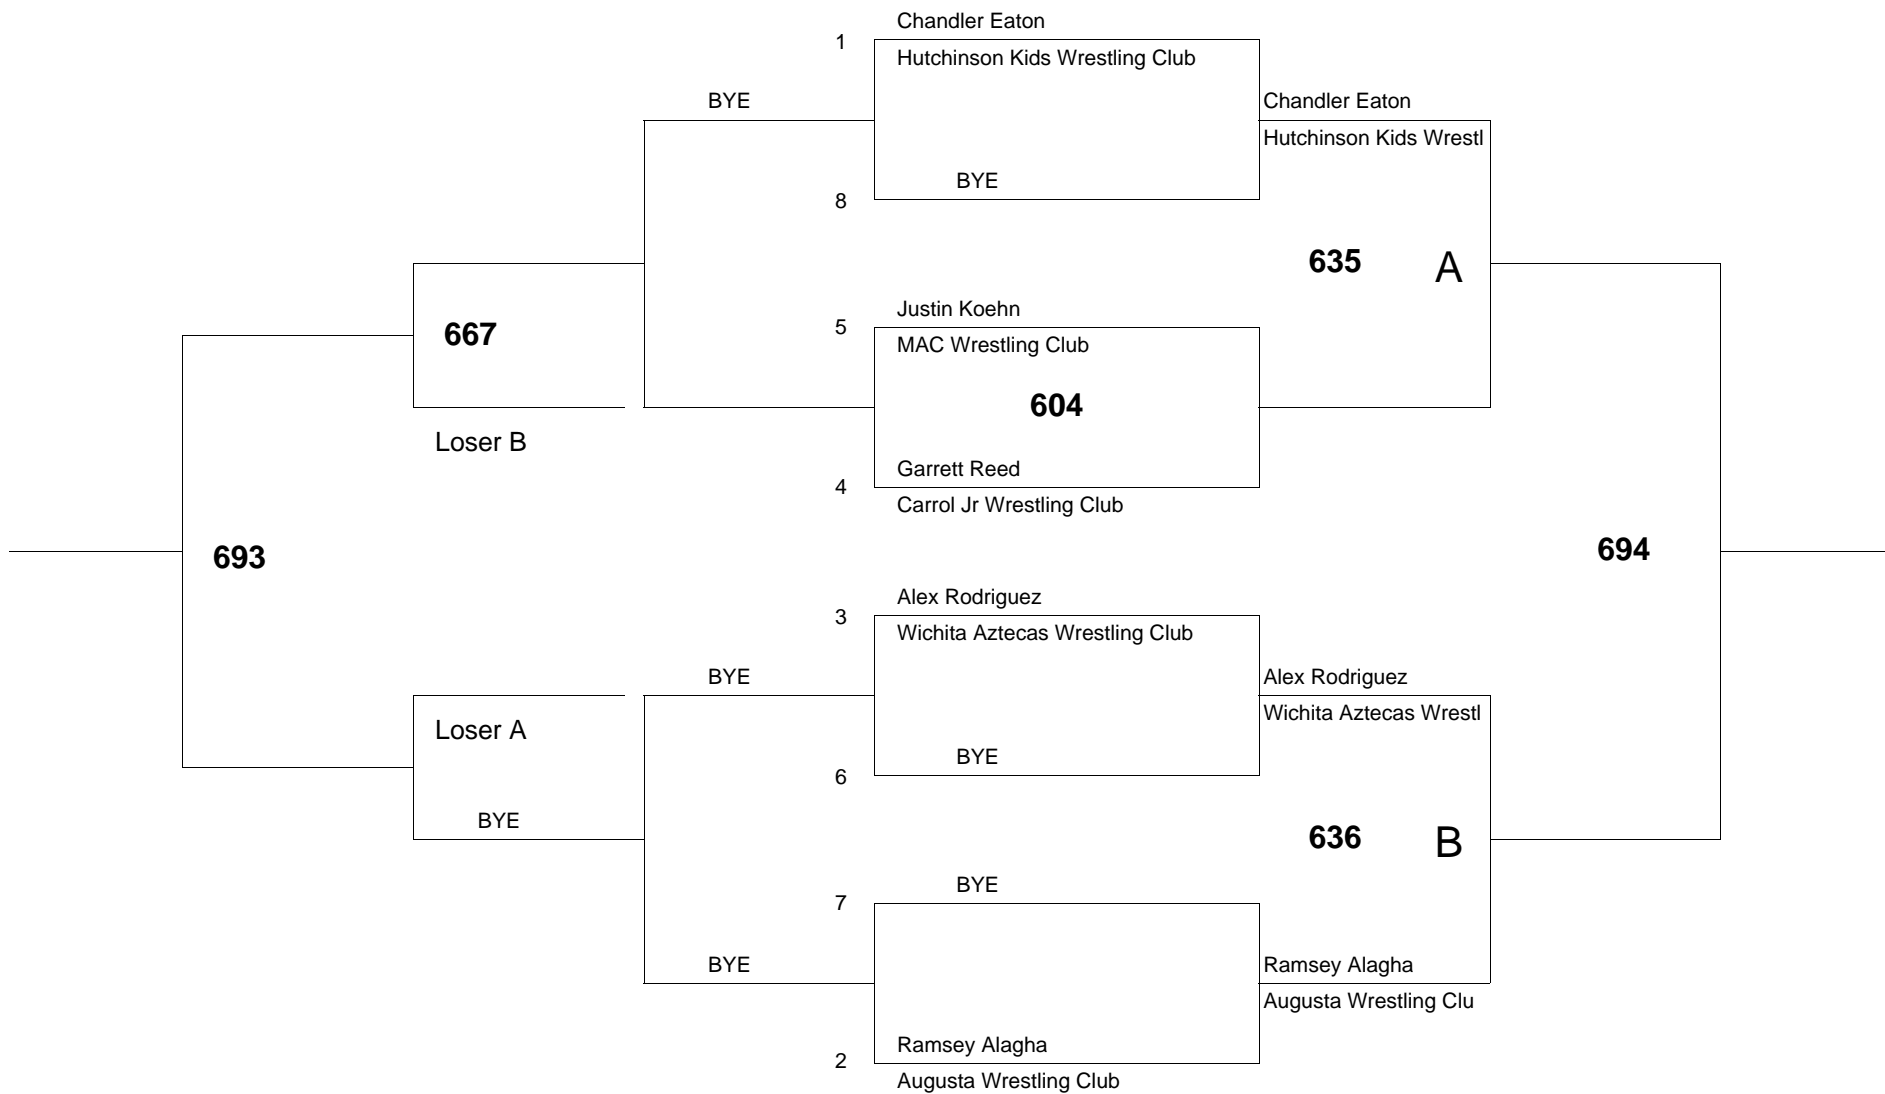 Chandler Eaton
1
Hutchinson Kids Wrestling Club
BYE
Chandler Eaton
Hutchinson Kids Wrestl
BYE
8
635
A
Justin Koehn
5
667
MAC Wrestling Club
604
Loser B
Garrett Reed
4
Carrol Jr Wrestling Club
693
694
Alex Rodriguez
3
Wichita Aztecas Wrestling Club
BYE
Alex Rodriguez
Loser A
Wichita Aztecas Wrestl
BYE
6
BYE
636
B
BYE
7
BYE
Ramsey Alagha
Augusta Wrestling Clu
Ramsey Alagha
2
Augusta Wrestling Club